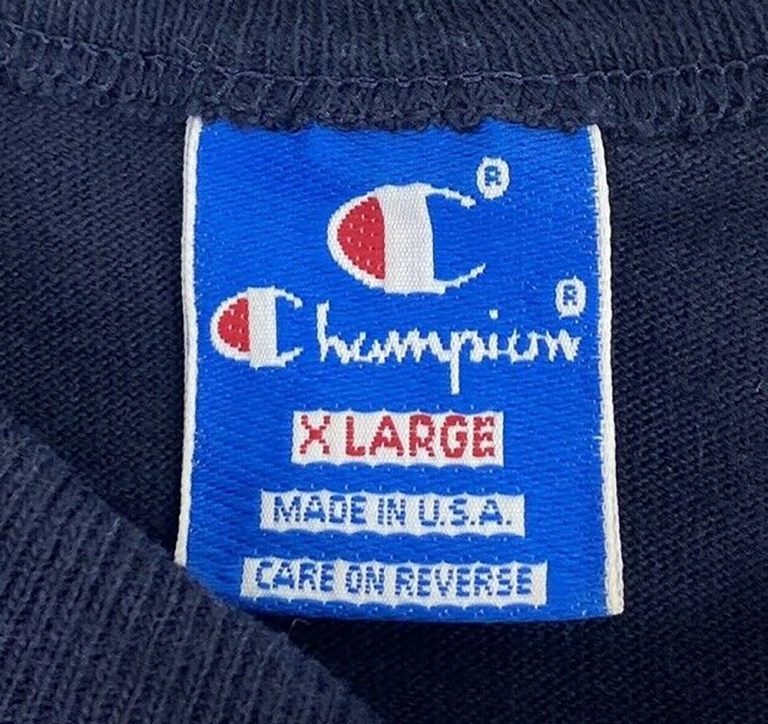 ®
Champion ®
X LARGE
MADE IN U.S.A.
CARE ON REVERSE